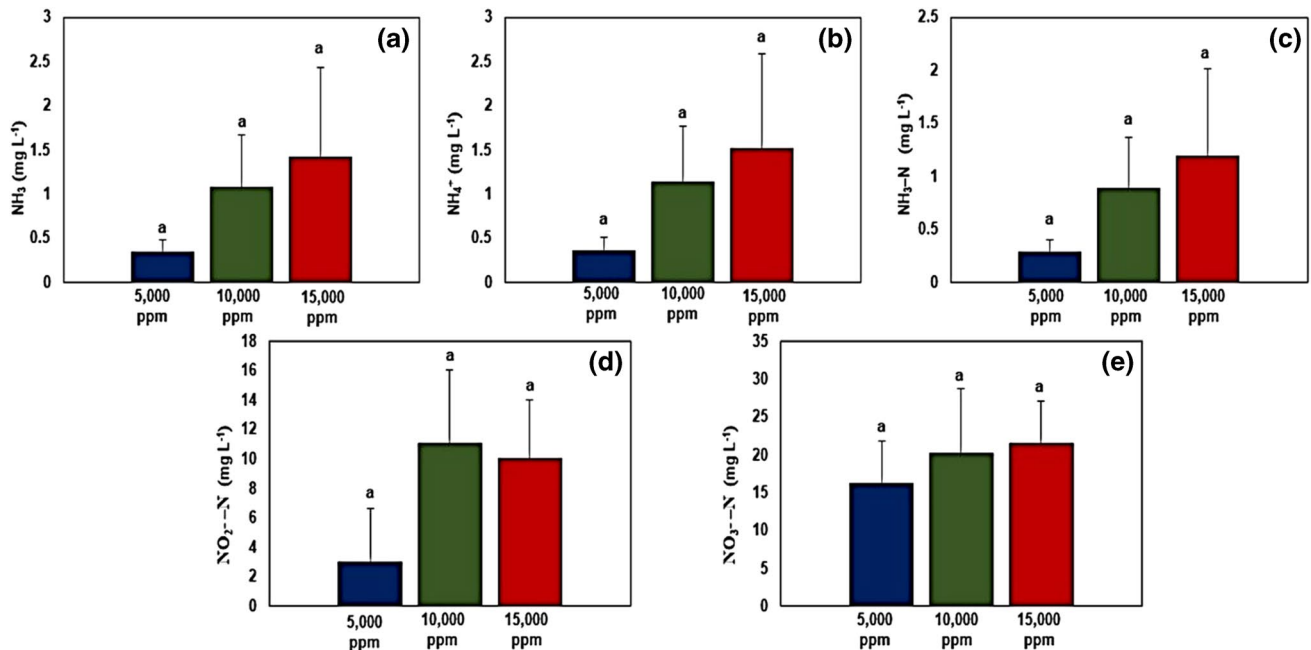 (a)
NH₃ (mg L⁻¹)
3
2.5
2
1.5
1
0.5
0
a
a
a
5,000 ppm
10,000 ppm
15,000 ppm
(b)
NH₄⁺ (mg L⁻¹)
3
2.5
2
1.5
1
0.5
0
a
a
a
5,000 ppm
10,000 ppm
15,000 ppm
(c)
NH₃–N (mg L⁻¹)
2.5
2
1.5
1
0.5
0
a
a
a
5,000 ppm
10,000 ppm
15,000 ppm
(d)
NO₂-–N (mg L⁻¹)
18
16
14
12
10
8
6
4
2
0
a
a
a
5,000 ppm
10,000 ppm
15,000 ppm
(e)
NO₃-–N (mg L⁻¹)
35
30
25
20
15
10
5
0
a
a
a
5,000 ppm
10,000 ppm
15,000 ppm